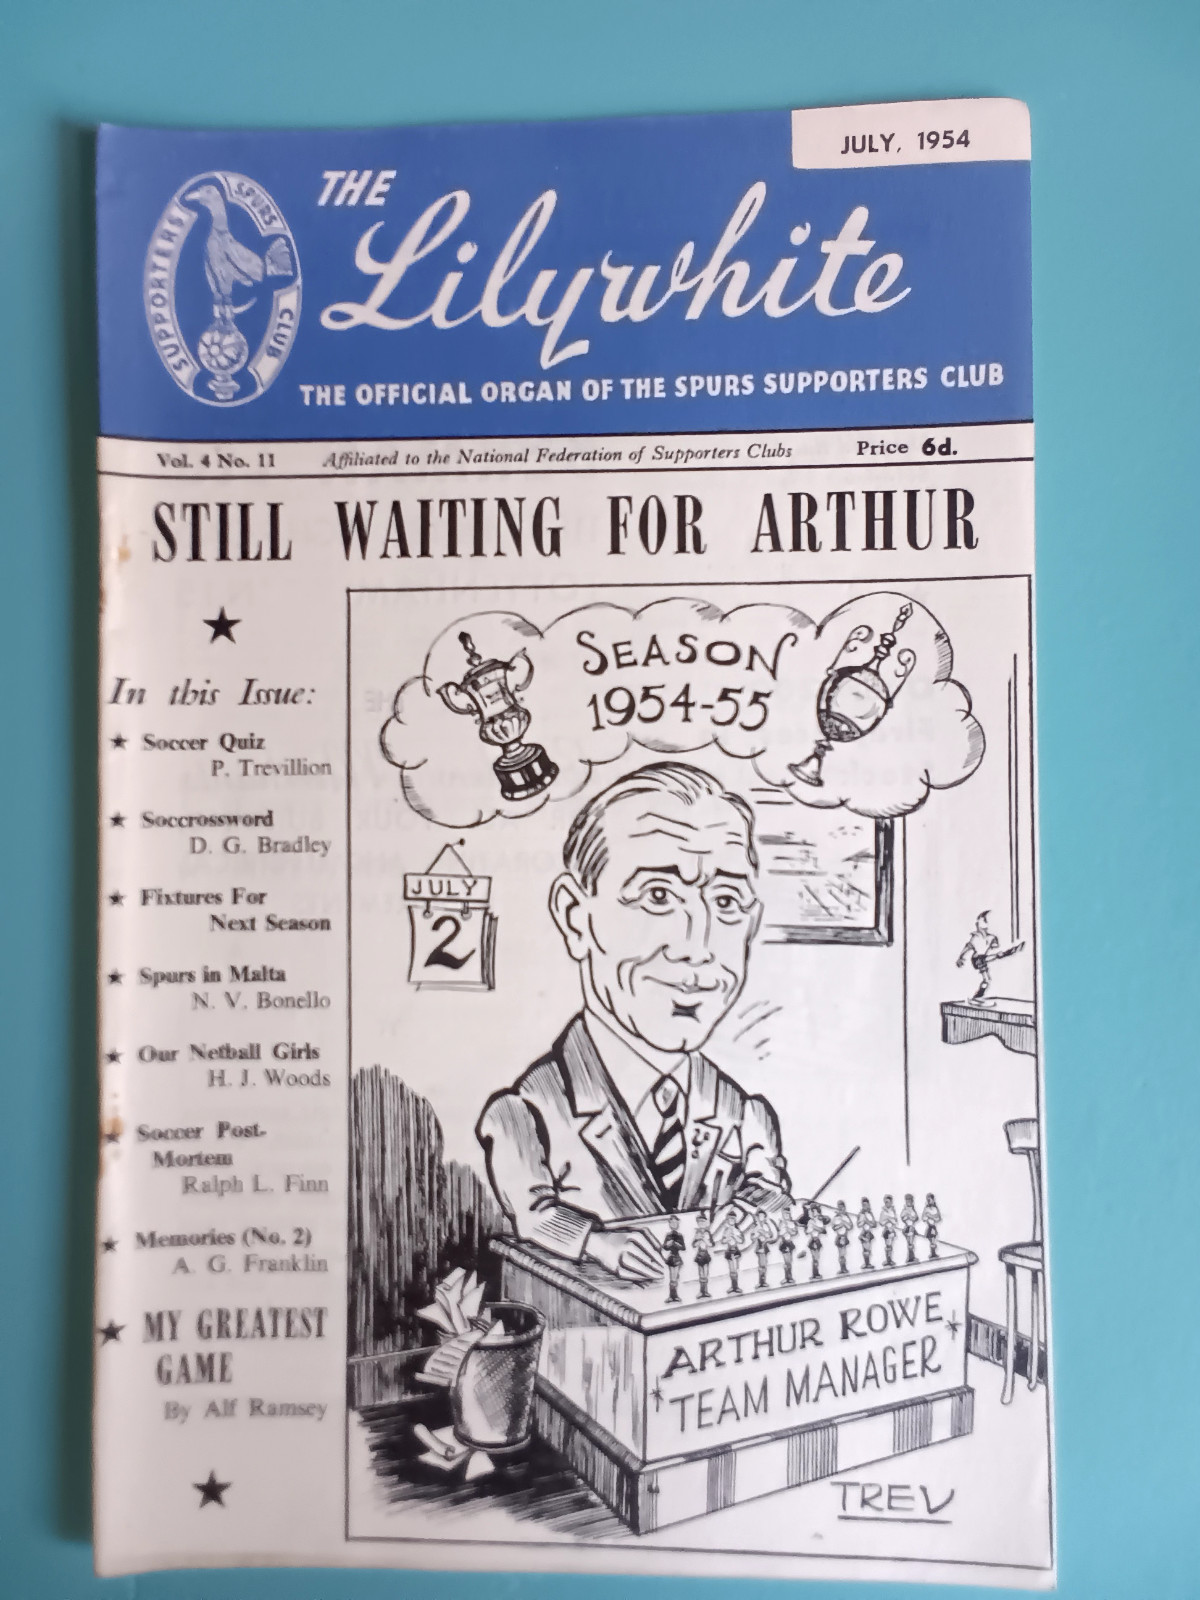 JULY, 1954
SUPPORTERS SPURS CLUB
THE
Lilywhite
THE OFFICIAL ORGAN OF THE SPURS SUPPORTERS CLUB
Vol. 4 No. 11 Affiliated to the National Federation of Supporters Clubs Price 6d.
STILL WAITING FOR ARTHUR
In this Issue:
Soccer Quiz
P. Trevillion
Soccrossword
D. G. Bradley
Fixtures For
Next Season
Spurs in Malta
N. V. Bonello
Our Netball Girls
H. J. Woods
Soccer Post-
Mortem
Ralph L. Finn
Memories (No. 2)
A. G. Franklin
MY GREATEST
GAME
By Alf Ramsey
SEASON
1954-55
JULY
2
ARTHUR ROWE
TEAM MANAGER
TREV